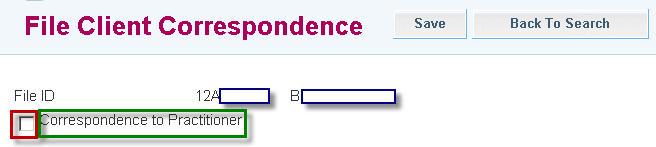 File Client Correspondence Save Back To Search
File ID 12A B
Correspondence to Practitioner